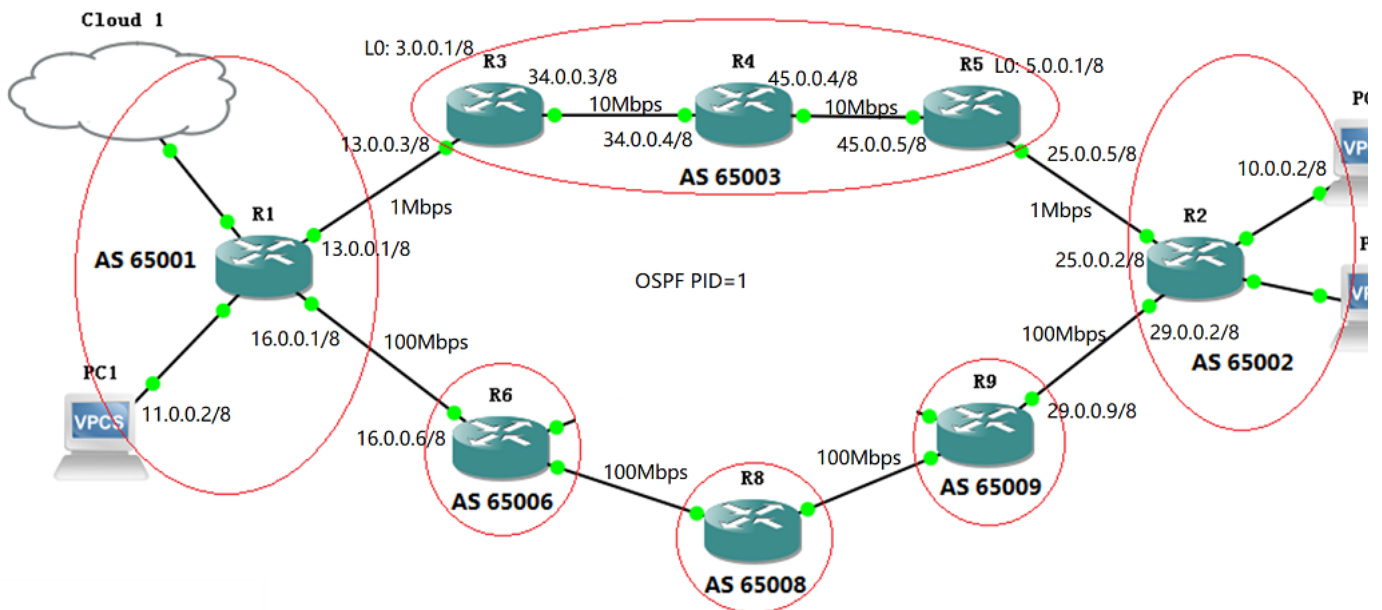 Cloud 1
L0: 3.0.0.1/8
R3
34.0.0.3/8
10Mbps
34.0.0.4/8
R4
45.0.0.4/8
10Mbps
45.0.0.5/8
R5
L0: 5.0.0.1/8
13.0.0.3/8
AS 65003
25.0.0.5/8
10.0.0.2/8
VP
1Mbps
1Mbps
R1
AS 65001
13.0.0.1/8
R2
25.0.0.2/8
OSPF PID=1
16.0.0.1/8
100Mbps
100Mbps
29.0.0.2/8
AS 65002
PC1
VPCS
11.0.0.2/8
R6
16.0.0.6/8
AS 65006
R9
29.0.0.9/8
AS 65009
100Mbps
100Mbps
R8
AS 65008